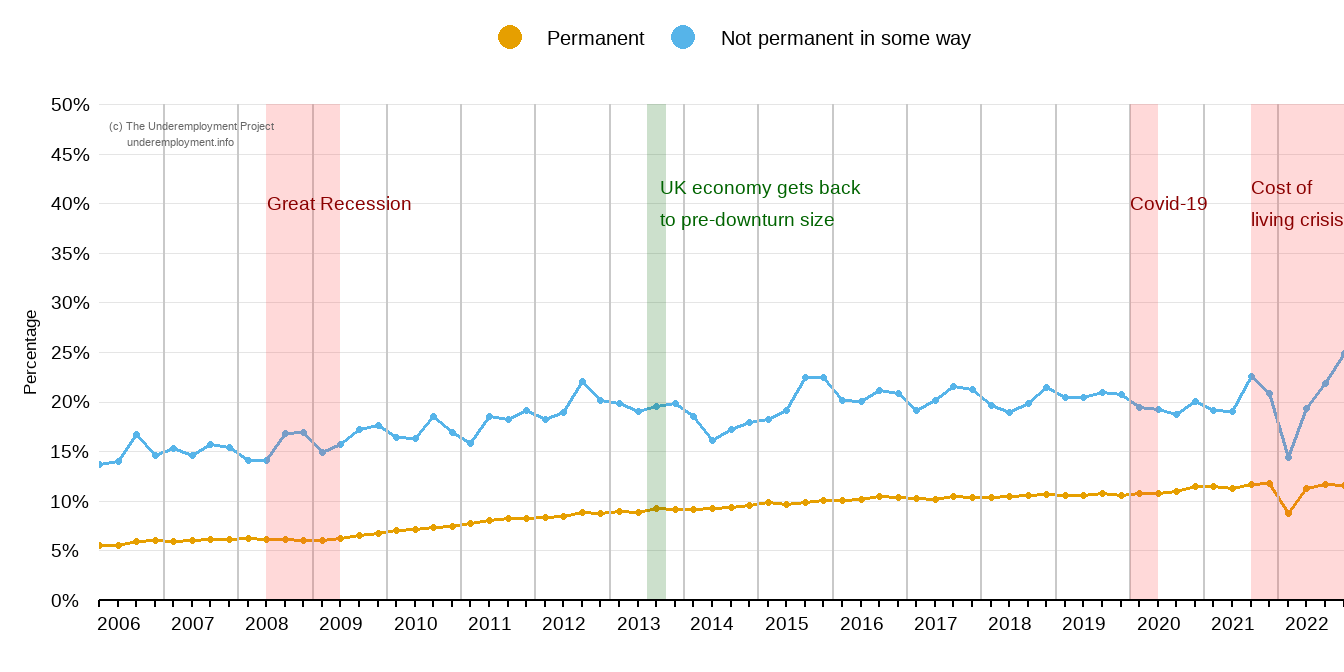 Permanent
Not permanent in some way
50%
(c) The Underemployment Project
underemployment.info
45%
UK economy gets back
Cost of
40%
Great Recession
Covid-19
to pre-downturn size
living crisis
35%
30%
Percentage
25%
20%
15%
10%
5%
0%
2006 2007 2008 2009 2010 2011 2012 2013 2014 2015 2016 2017 2018 2019 2020 2021 2022